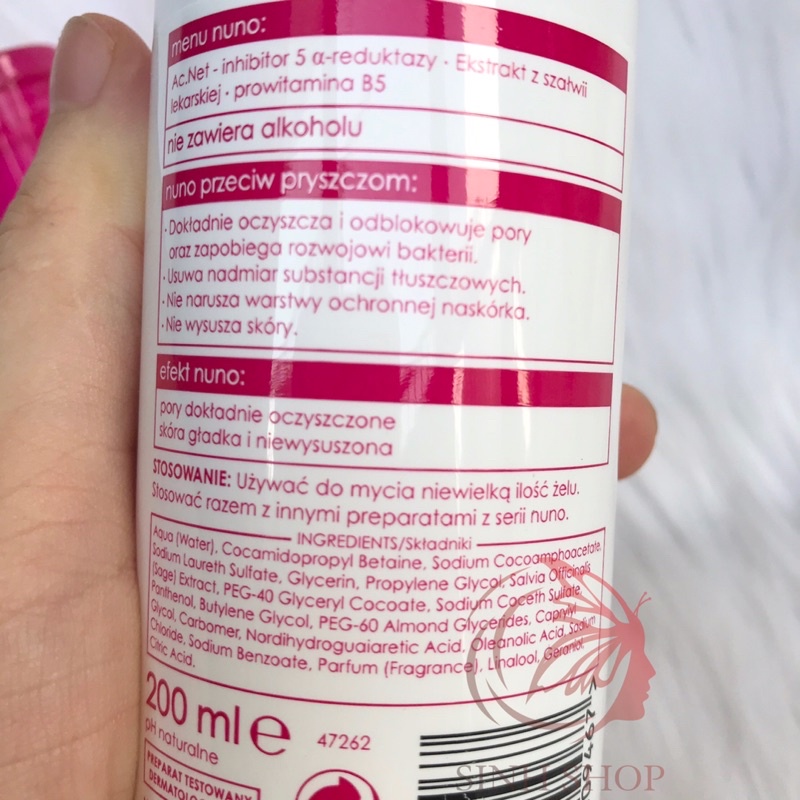 menu nuno:
Ac.Net - inhibitor 5 α-reduktazy · Ekstrakt z szałwii
lekarskiej · prowitamina B5
nie zawiera alkoholu
nuno przeciw pryszczom:
· Dokładnie oczyszcza i odblokowuje pory
oraz zapobiega rozwojowi bakterii.
· Usuwa nadmiar substancji tłuszczowych.
· Nie narusza warstwy ochronnej naskórka.
· Nie wysusza skóry.
efekt nuno:
pory dokładnie oczyszczone
skóra gładka i niewysuszona
STOSOWANIE: Używać do mycia niewielką ilość żelu.
Stosować razem z innymi preparatami z serii nuno.
INGREDIENTS/Składniki
Aqua (Water), Cocamidopropyl Betaine, Sodium Cocoamphoacetate,
Sodium Laureth Sulfate, Glycerin, Propylene Glycol, Salvia Officinalis
(Sage) Extract, PEG-40 Glyceryl Cocoate, Sodium Coceth Sulfate,
Panthenol, Butylene Glycol, PEG-60 Almond Glycerides, Caprylyl
Glycol, Carbomer, Nordihydroguaiaretic Acid, Oleanolic Acid, Sodium
Chloride, Sodium Benzoate, Parfum (Fragrance), Linalool, Geraniol,
Citric Acid.
200 ml e
47262
pH naturalne
PREPARAT TESTOWANY
SINH SHOP